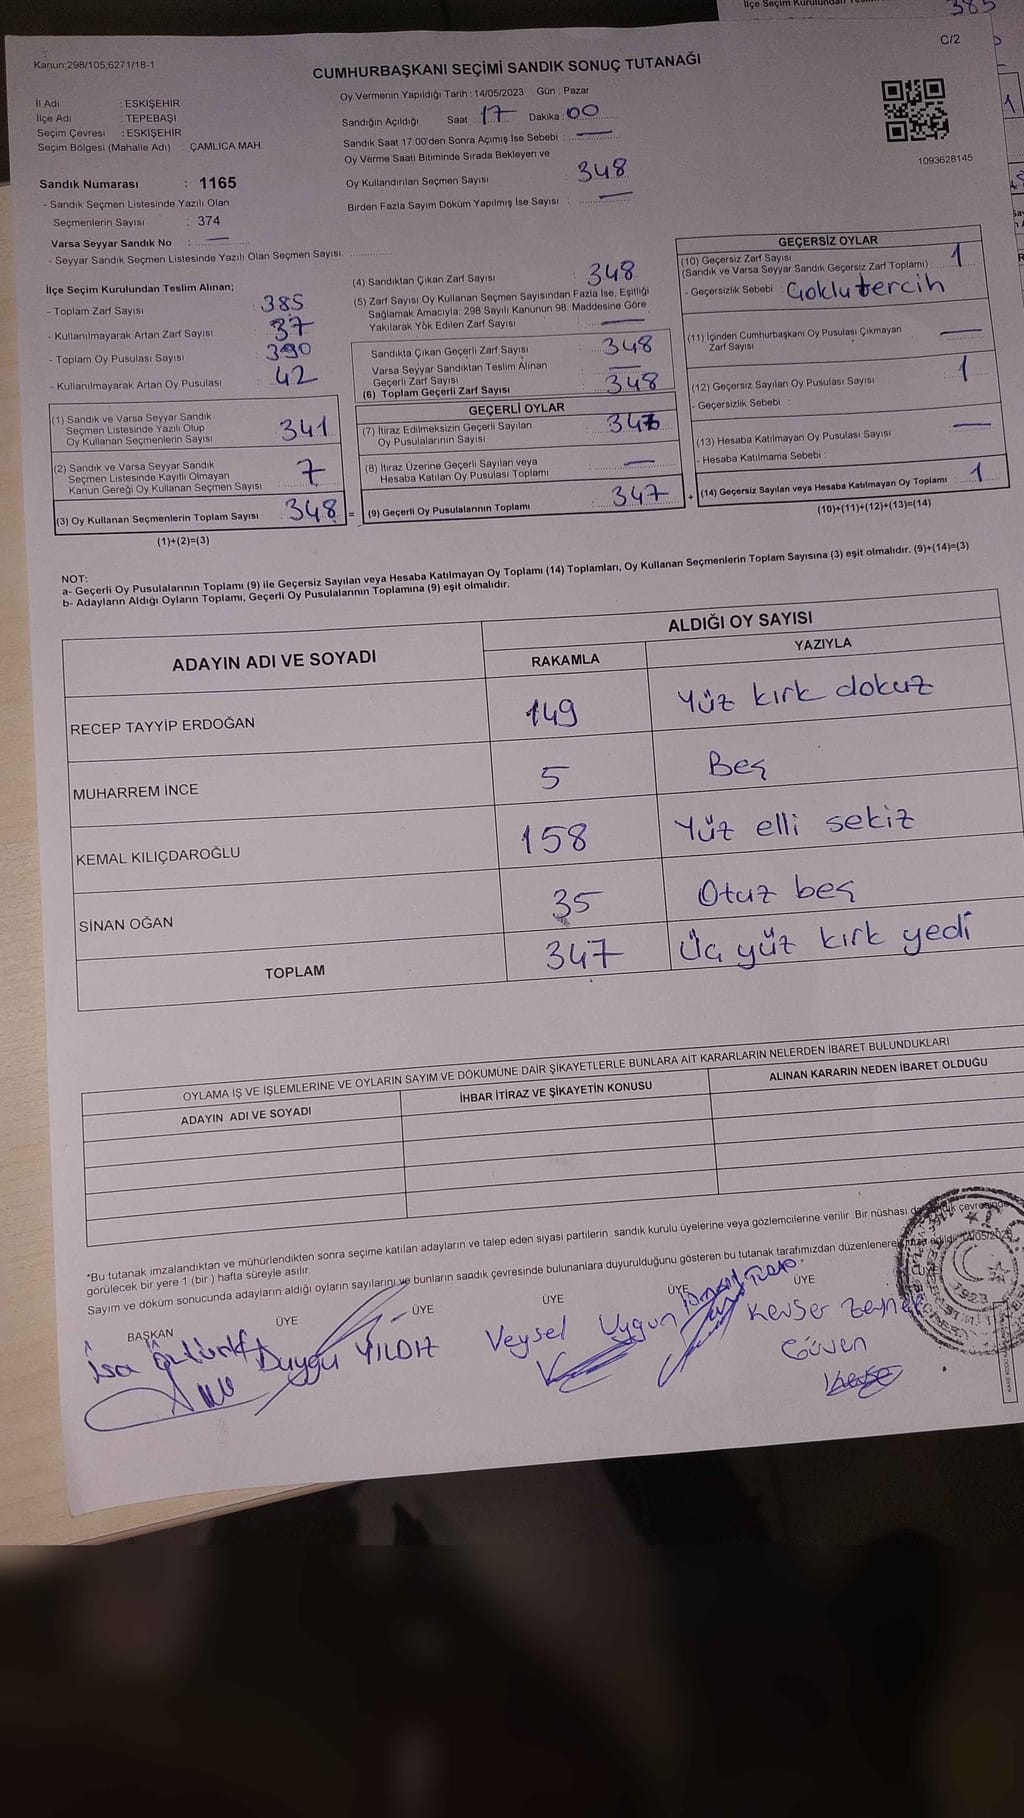 İlçe Seçim Kurulundan
385
Kanun;298/105,6271/18-1
C/2
CUMHURBAŞKANI SEÇİMİ SANDIK SONUÇ TUTANAĞI
İl Adı : ESKİŞEHİR
İlçe Adı : TEPEBAŞI
Seçim Çevresi : ESKİŞEHİR
Seçim Bölgesi (Mahalle Adı) : ÇAMLICA MAH.
Oy Vermenin Yapıldığı Tarih : 14/05/2023 Gün : Pazar
Sandığın Açıldığı Saat : 17 Dakika : 00
Sandık Saat 17:00'den Sonra Açımış İse Sebebi : —
Oy Verme Saati Bitiminde Sırada Bekleyen ve
Oy Kullandırılan Seçmen Sayısı : 348
Birden Fazla Sayım Döküm Yapılmış İse Sayısı : —
1093628145
Sandık Numarası : 1165
- Sandık Seçmen Listesinde Yazılı Olan
Seçmenlerin Sayısı : 374
Varsa Seyyar Sandık No : —
- Seyyar Sandık Seçmen Listesinde Yazılı Olan Seçmen Sayısı:
İlçe Seçim Kurulundan Teslim Alınan;
- Toplam Zarf Sayısı : 385
- Kullanılmayarak Artan Zarf Sayısı : 37
- Toplam Oy Pusulası Sayısı : 390
- Kullanılmayarak Artan Oy Pusulası : 42
(1) Sandık ve Varsa Seyyar Sandık
Seçmen Listesinde Yazılı Olup
Oy Kullanan Seçmenlerin Sayısı : 341
(2) Sandık ve Varsa Seyyar Sandık
Seçmen Listesinde Kayıtlı Olmayan
Kanun Gereği Oy Kullanan Seçmen Sayısı : 7
(3) Oy Kullanan Seçmenlerin Toplam Sayısı : 348 =
(1)+(2)=(3)
(4) Sandıktan Çıkan Zarf Sayısı : 348
(5) Zarf Sayısı Oy Kullanan Seçmen Sayısından Fazla İse, Eşitliği
Sağlamak Amacıyla; 298 Sayılı Kanunun 98. Maddesine Göre
Yakılarak Yok Edilen Zarf Sayısı : —
Sandıkta Çıkan Geçerli Zarf Sayısı : 348
Varsa Seyyar Sandıktan Teslim Alınan
Geçerli Zarf Sayısı : —
(6) Toplam Geçerli Zarf Sayısı : 348
GEÇERLİ OYLAR
(7) İtiraz Edilmeksizin Geçerli Sayılan
Oy Pusulalarının Sayısı : 347
(8) İtiraz Üzerine Geçerli Sayılan veya
Hesaba Katılan Oy Pusulası Toplamı : —
(9) Geçerli Oy Pusulalarının Toplamı : 347 +
GEÇERSİZ OYLAR
(10) Geçersiz Zarf Sayısı
(Sandık ve Varsa Seyyar Sandık Geçersiz Zarf Toplamı) : 1
- Geçersizlik Sebebi : Çoklu tercih
(11) İçinden Cumhurbaşkanı Oy Pusulası Çıkmayan
Zarf Sayısı : —
(12) Geçersiz Sayılan Oy Pusulası Sayısı : 1
- Geçersizlik Sebebi :
(13) Hesaba Katılmayan Oy Pusulası Sayısı : —
- Hesaba Katılmama Sebebi :
(14) Geçersiz Sayılan veya Hesaba Katılmayan Oy Toplamı : 1
(10)+(11)+(12)+(13)=(14)
NOT:
a- Geçerli Oy Pusulalarının Toplamı (9) ile Geçersiz Sayılan veya Hesaba Katılmayan Oy Toplamı (14) Toplamları, Oy Kullanan Seçmenlerin Toplam Sayısına (3) eşit olmalıdır. (9)+(14)=(3)
b- Adayların Aldığı Oyların Toplamı, Geçerli Oy Pusulalarının Toplamına (9) eşit olmalıdır.
ADAYIN ADI VE SOYADI
ALDIĞI OY SAYISI
RAKAMLA YAZIYLA
RECEP TAYYİP ERDOĞAN 149 Yüz kırk dokuz
MUHARREM İNCE 5 Beş
KEMAL KILIÇDAROĞLU 158 Yüz elli sekiz
SİNAN OĞAN 35 Otuz beş
TOPLAM 347 Üç yüz kırk yedi
OYLAMA İŞ VE İŞLEMLERİNE VE OYLARIN SAYIM VE DÖKÜMÜNE DAİR ŞİKAYETLERLE BUNLARA AİT KARARLARIN NELERDEN İBARET BULUNDUKLARI
ADAYIN ADI VE SOYADI İHBAR İTİRAZ VE ŞİKAYETİN KONUSU ALINAN KARARIN NEDEN İBARET OLDUĞU
*Bu tutanak imzalandıktan ve mühürlendikten sonra seçime katılan adayların ve talep eden siyasi partilerin sandık kurulu üyelerine veya gözlemcilerine verilir. Bir nüshası da sandık çevresinde
görülecek bir yere 1 (bir) hafta süreyle asılır.
Sayım ve döküm sonucunda adayların aldığı oyların sayılarını ve bunların sandık çevresinde bulunanlara duyurulduğunu gösteren bu tutanak tarafımızdan düzenlenerek imza edildi. 14/05/2023
BAŞKAN ÜYE ÜYE ÜYE ÜYE ÜYE
İsa Öztürk Duygu YILDIZ Veysel Uygun Kevser Zeynep
Güven
1923